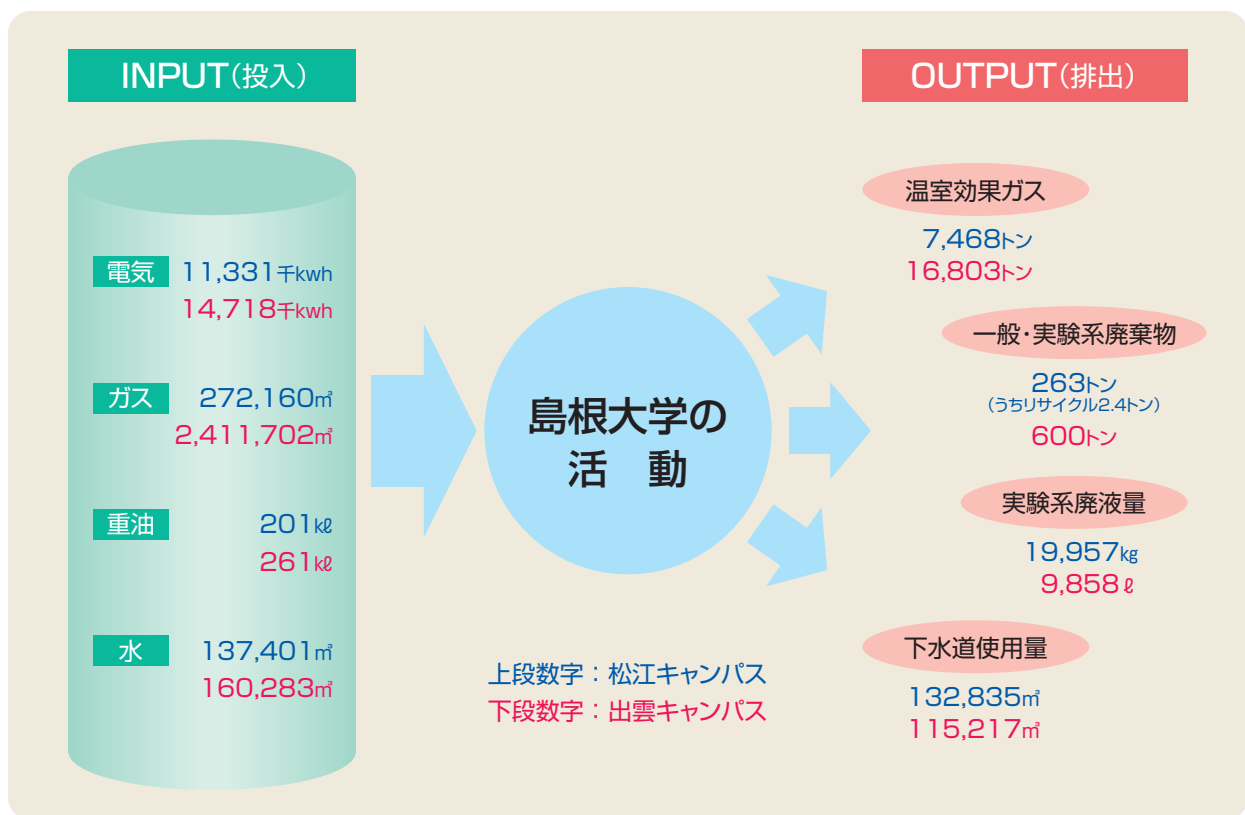 INPUT（投入）
電気 11,331千kwh
14,718千kwh
ガス 272,160㎥
2,411,702㎥
重油 201kℓ
261kℓ
水 137,401㎥
160,283㎥
島根大学の
活　動
上段数字：松江キャンパス
下段数字：出雲キャンパス
OUTPUT（排出）
温室効果ガス
7,468トン
16,803トン
一般・実験系廃棄物
263トン
（うちリサイクル2.4トン）
600トン
実験系廃液量
19,957kg
9,858ℓ
下水道使用量
132,835㎥
115,217㎥